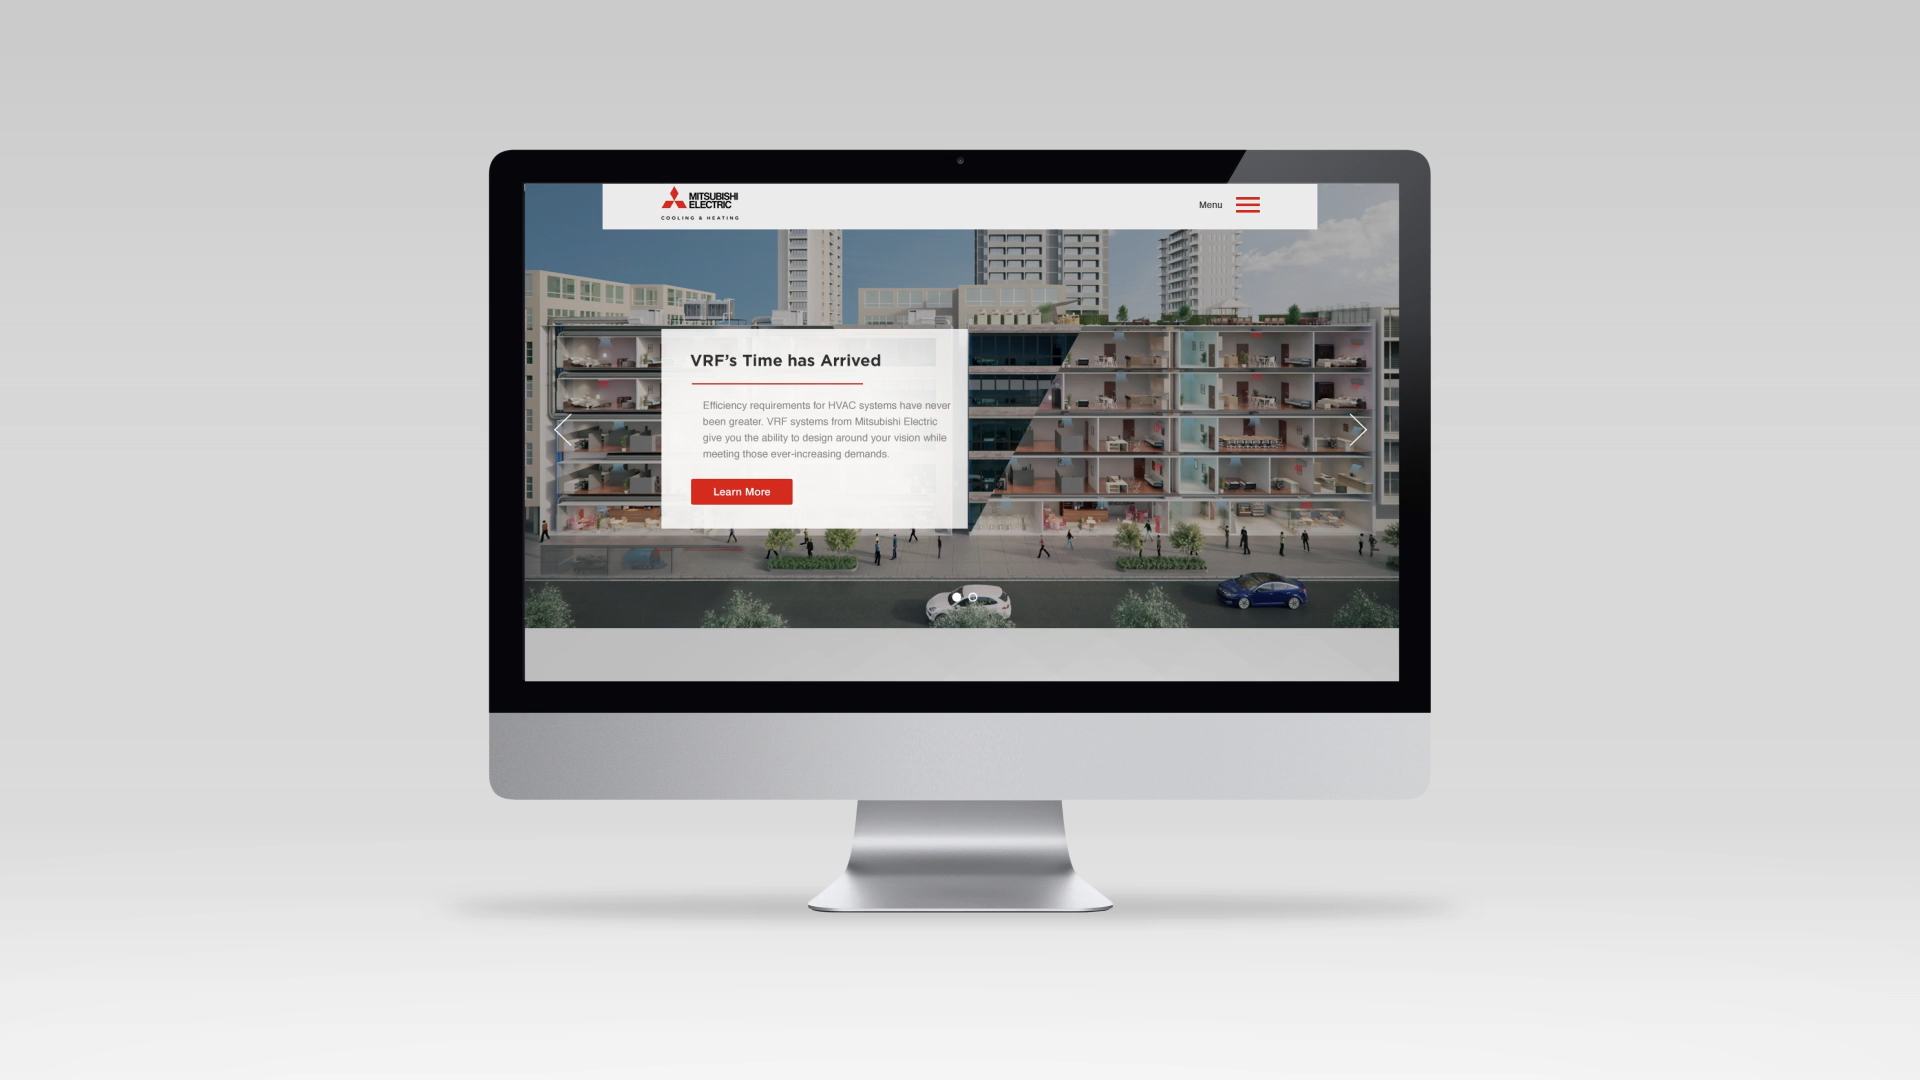 MITSUBISHI
ELECTRIC
COOLING & HEATING
Menu
VRF's Time has Arrived
Efficiency requirements for HVAC systems have never
been greater. VRF systems from Mitsubishi Electric
give you the ability to design around your vision while
meeting those ever-increasing demands.
Learn More